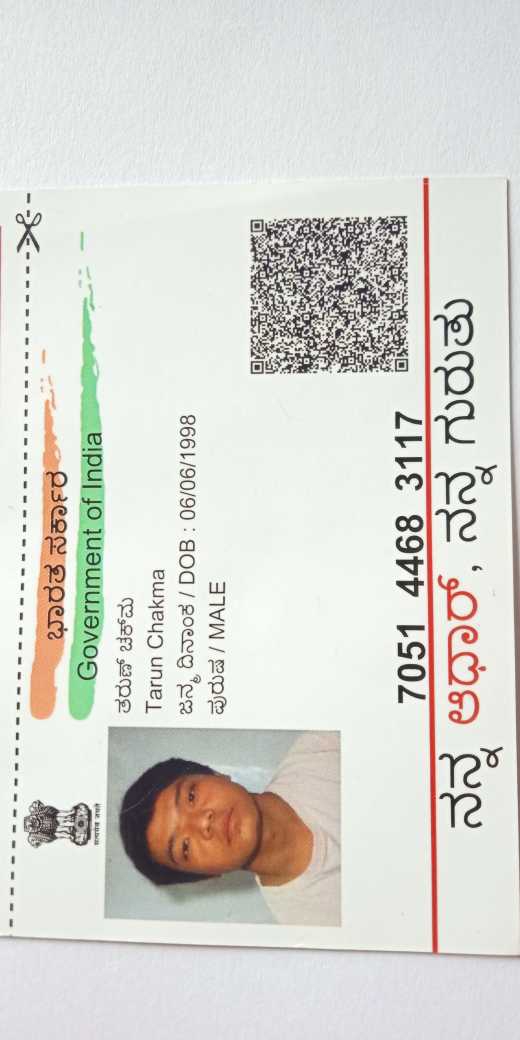 ಭಾರತ ಸರ್ಕಾರ
Government of India
सत्यमेव जयते
ತರುಣ್ ಚಕ್‌ಮ
Tarun Chakma
ಜನ್ಮ ದಿನಾಂಕ / DOB : 06/06/1998
ಪುರುಷ / MALE
7051 4468 3117
ನನ್ನ ಆಧಾರ್, ನನ್ನ ಗುರುತು